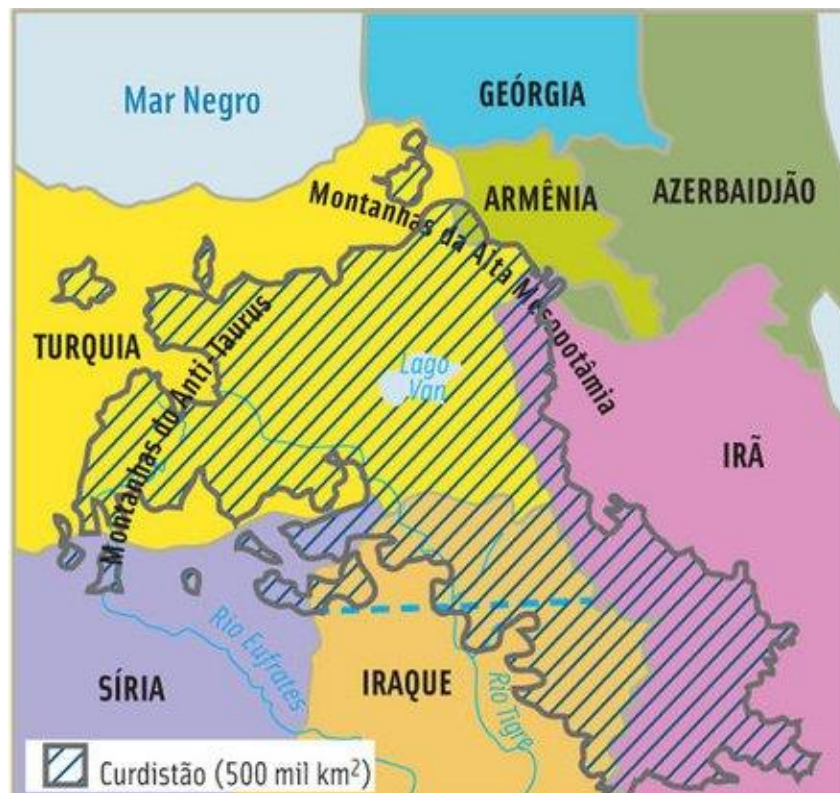 Mar Negro
GEÓRGIA
ARMÊNIA
AZERBAIDJÃO
Montanhas da Alta Mesopotâmia
TURQUIA
Montanhas do Anti-Taurus
Lago
Van
IRÃ
SÍRIA
Rio Eufrates
IRAQUE
Rio Tigre
Curdistão (500 mil km²)